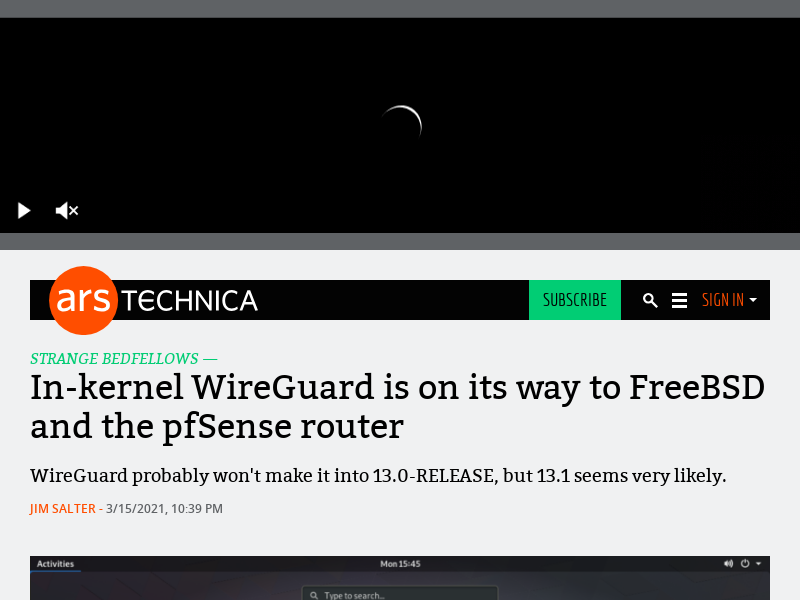 ars TECHNICA
SUBSCRIBE
SIGN IN
STRANGE BEDFELLOWS —
In-kernel WireGuard is on its way to FreeBSD
and the pfSense router
WireGuard probably won't make it into 13.0-RELEASE, but 13.1 seems very likely.
JIM SALTER - 3/15/2021, 10:39 PM
Activities
Mon 15:45
Type to search...